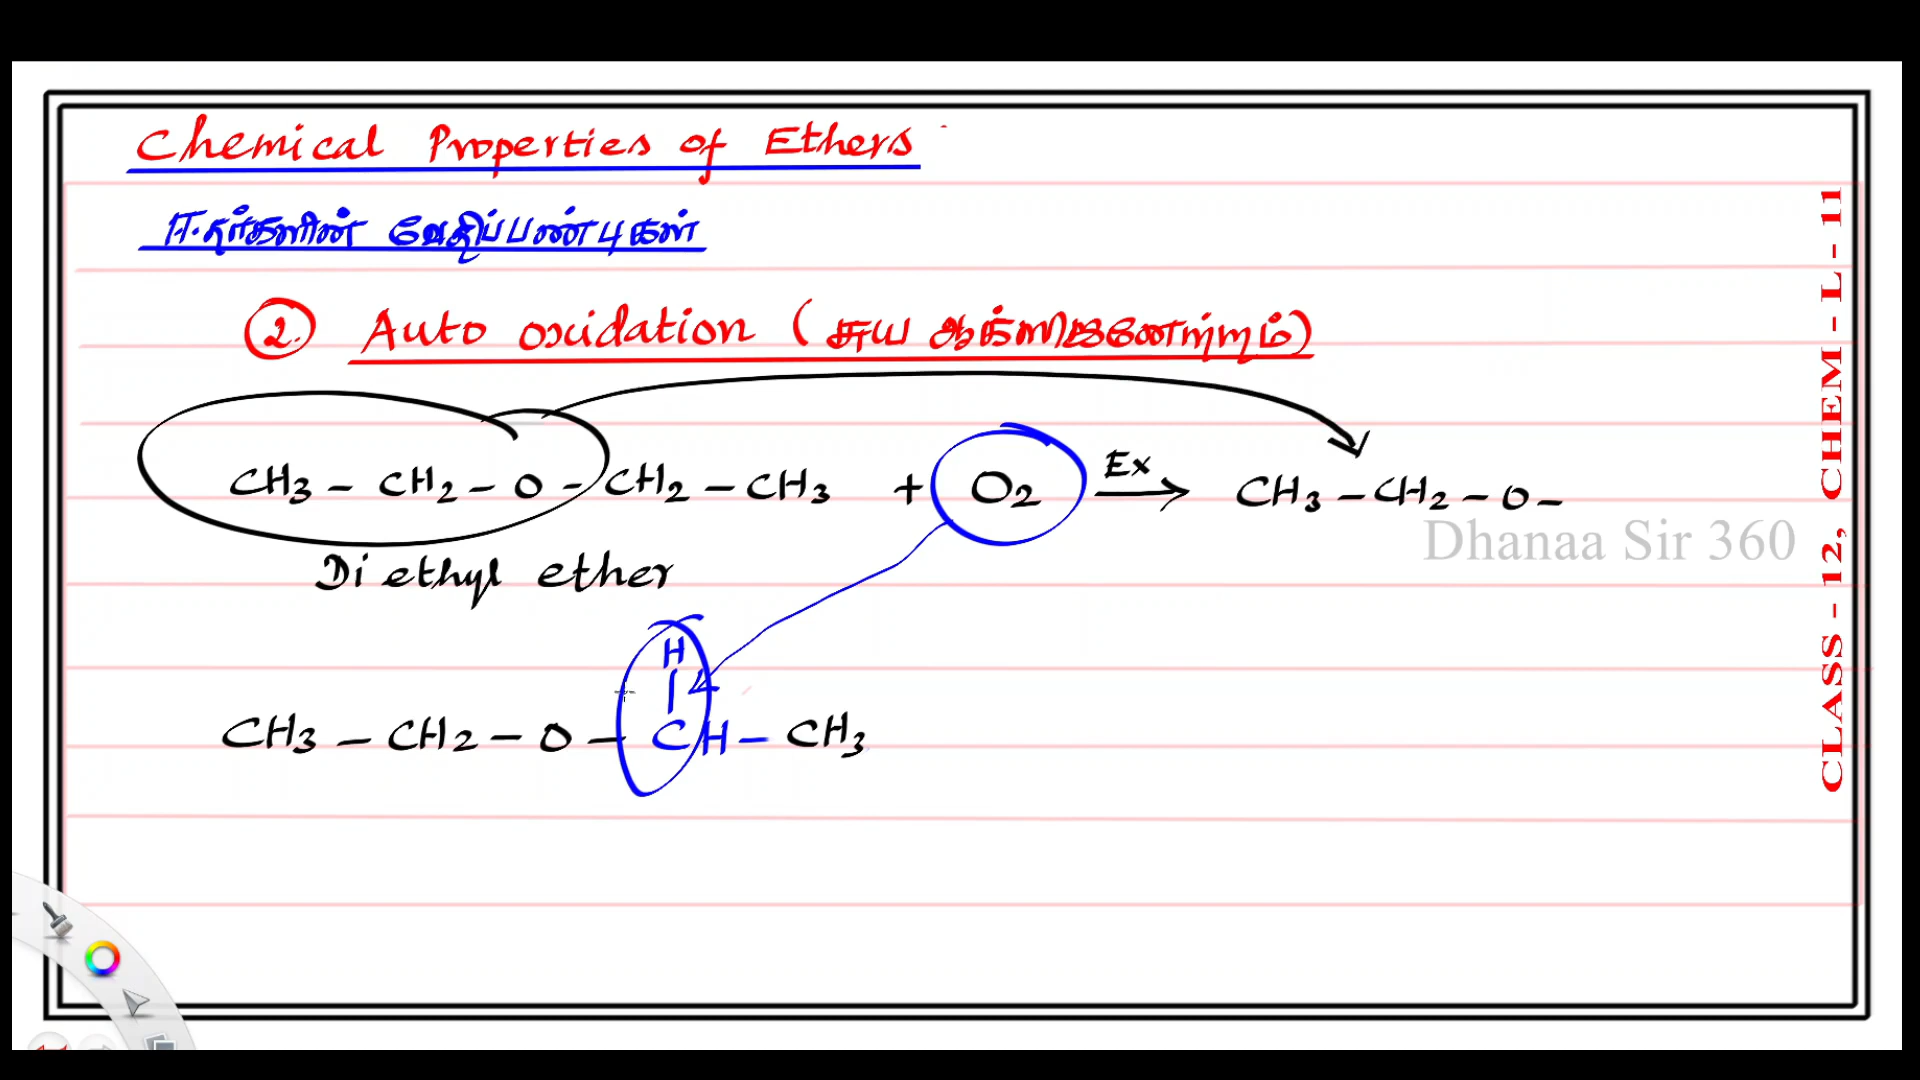 Chemical Properties of Ethers
ஈதர்களின் வேதிப்பண்புகள்
2. Auto oxidation (சுய ஆக்ஸிஜனேற்றம்)
CH3 – CH2 – O – CH2 – CH3 + O2 Ex → CH3 – CH2 – O –
Dhanaa Sir 360
Di ethyl ether
H
|
CH3 – CH2 – O – CH – CH3
CLASS - 12, CHEM - L - 11